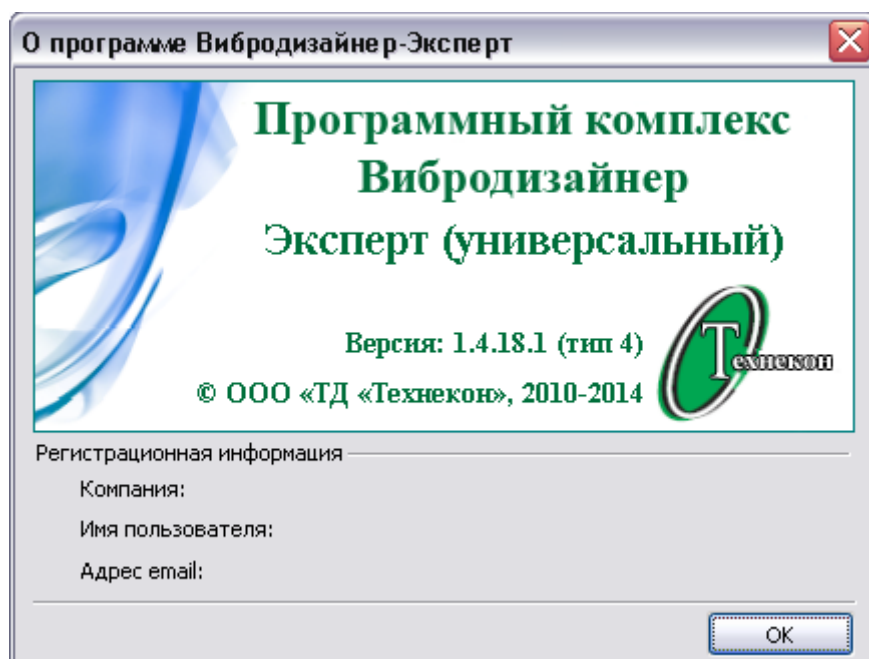 О программе Вибродизайнер-Эксперт
Программный комплекс
Вибродизайнер
Эксперт (универсальный)
Версия: 1.4.18.1 (тип 4)
© ООО «ТД «Технекон», 2010-2014
Технекон
Регистрационная информация
Компания:
Имя пользователя:
Адрес email:
OK